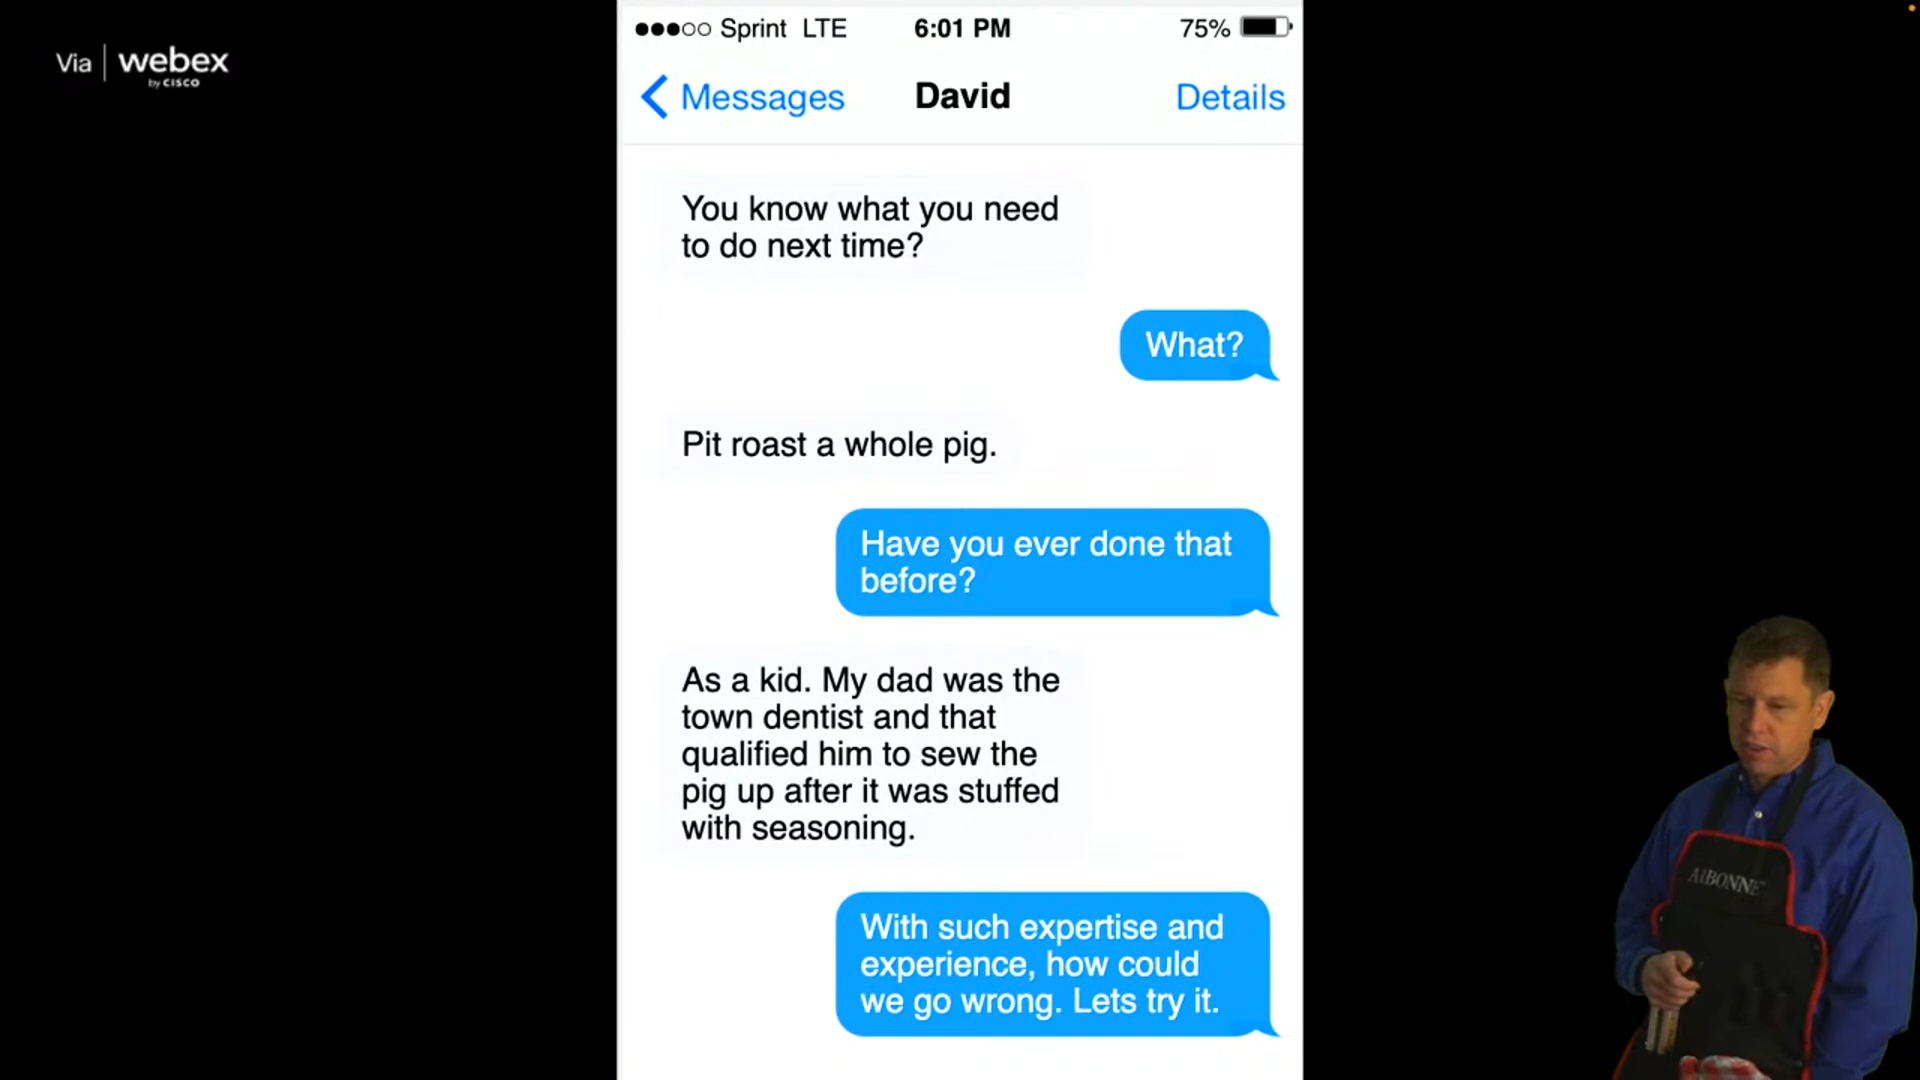 Via webex
by CISCO
Sprint LTE 6:01 PM 75%
Messages David Details
You know what you need
to do next time?
What?
Pit roast a whole pig.
Have you ever done that
before?
As a kid. My dad was the
town dentist and that
qualified him to sew the
pig up after it was stuffed
with seasoning.
With such expertise and
experience, how could
we go wrong. Lets try it.
ARBONNE